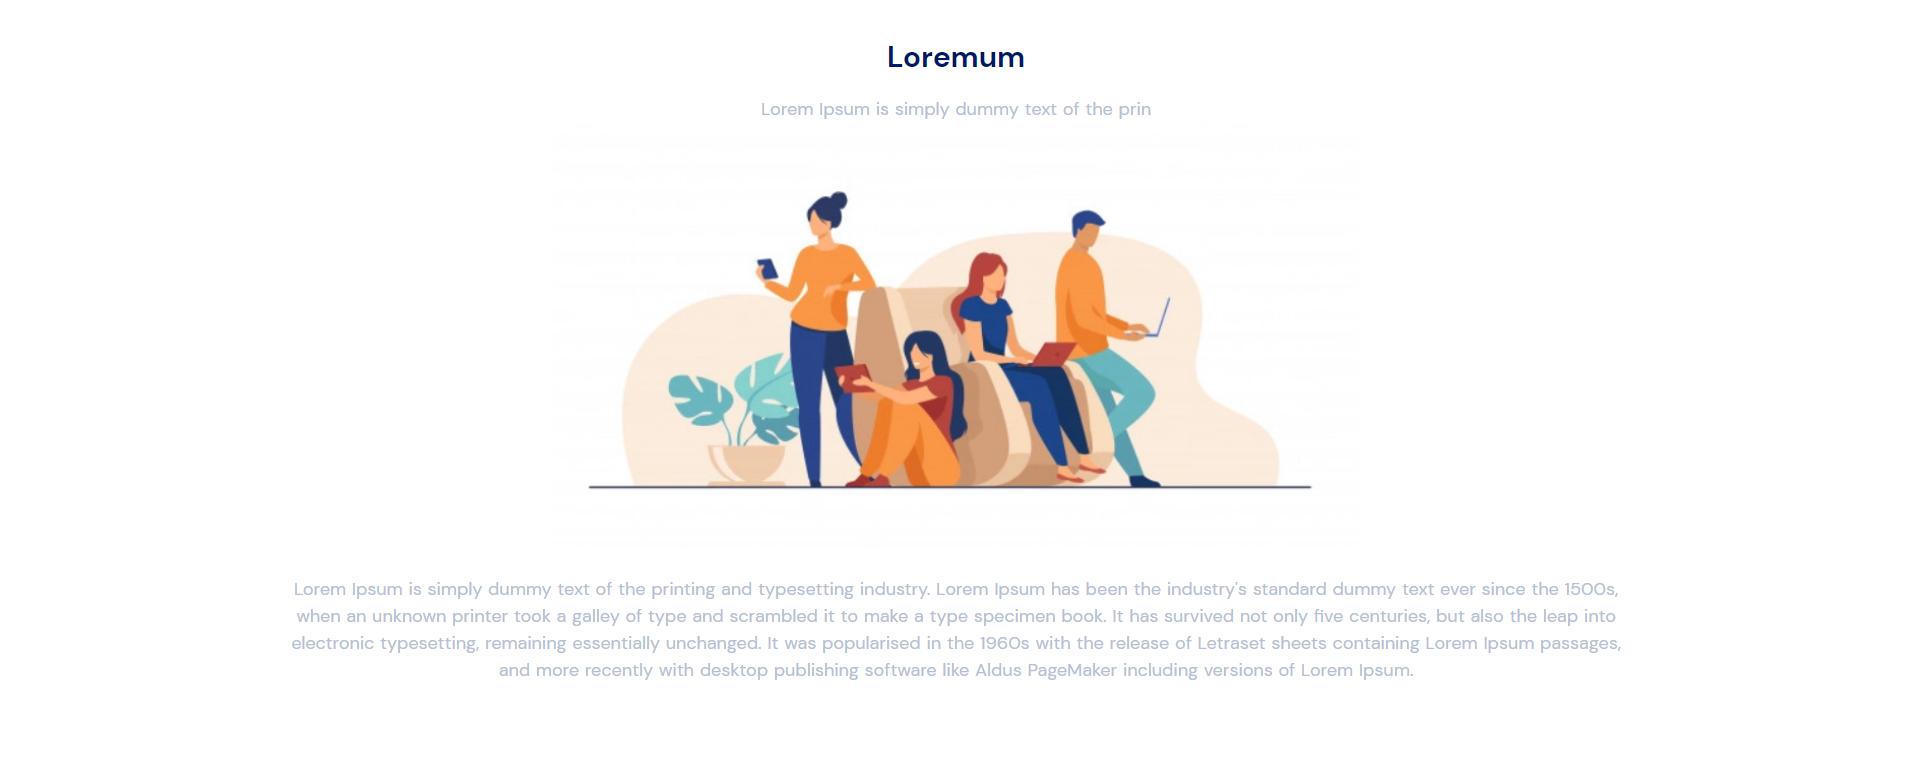 Loremum
Lorem Ipsum is simply dummy text of the prin
Lorem Ipsum is simply dummy text of the printing and typesetting industry. Lorem Ipsum has been the industry's standard dummy text ever since the 1500s,
when an unknown printer took a galley of type and scrambled it to make a type specimen book. It has survived not only five centuries, but also the leap into
electronic typesetting, remaining essentially unchanged. It was popularised in the 1960s with the release of Letraset sheets containing Lorem Ipsum passages,
and more recently with desktop publishing software like Aldus PageMaker including versions of Lorem Ipsum.